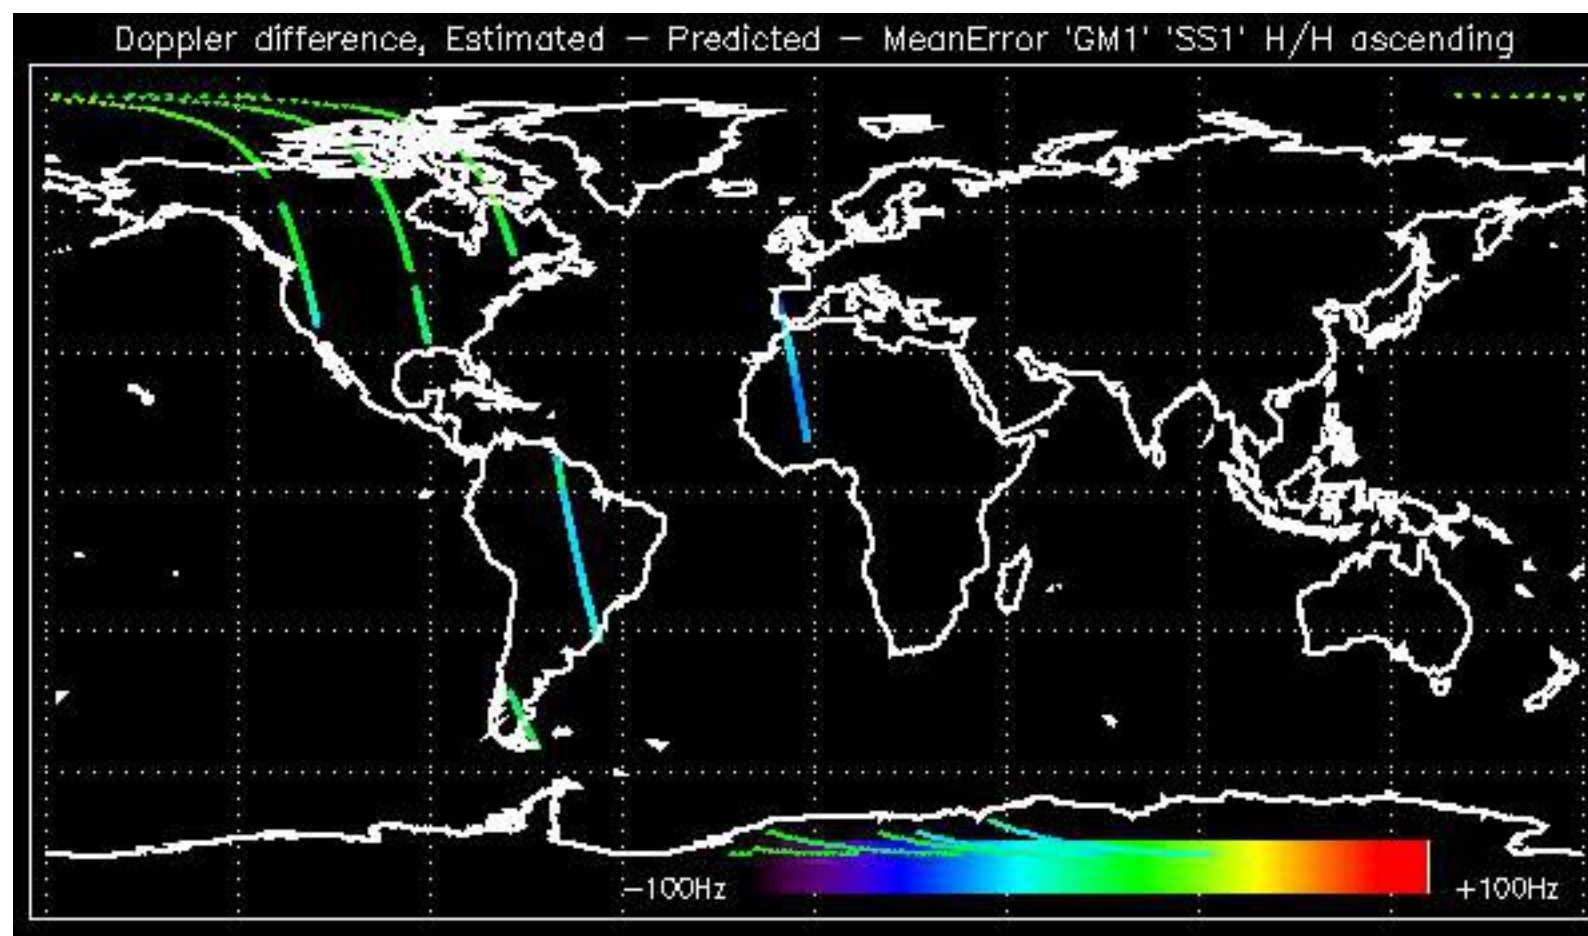 Doppler difference, Estimated — Predicted — MeanError 'GM1' 'SS1' H/H ascending
−100Hz
+100Hz